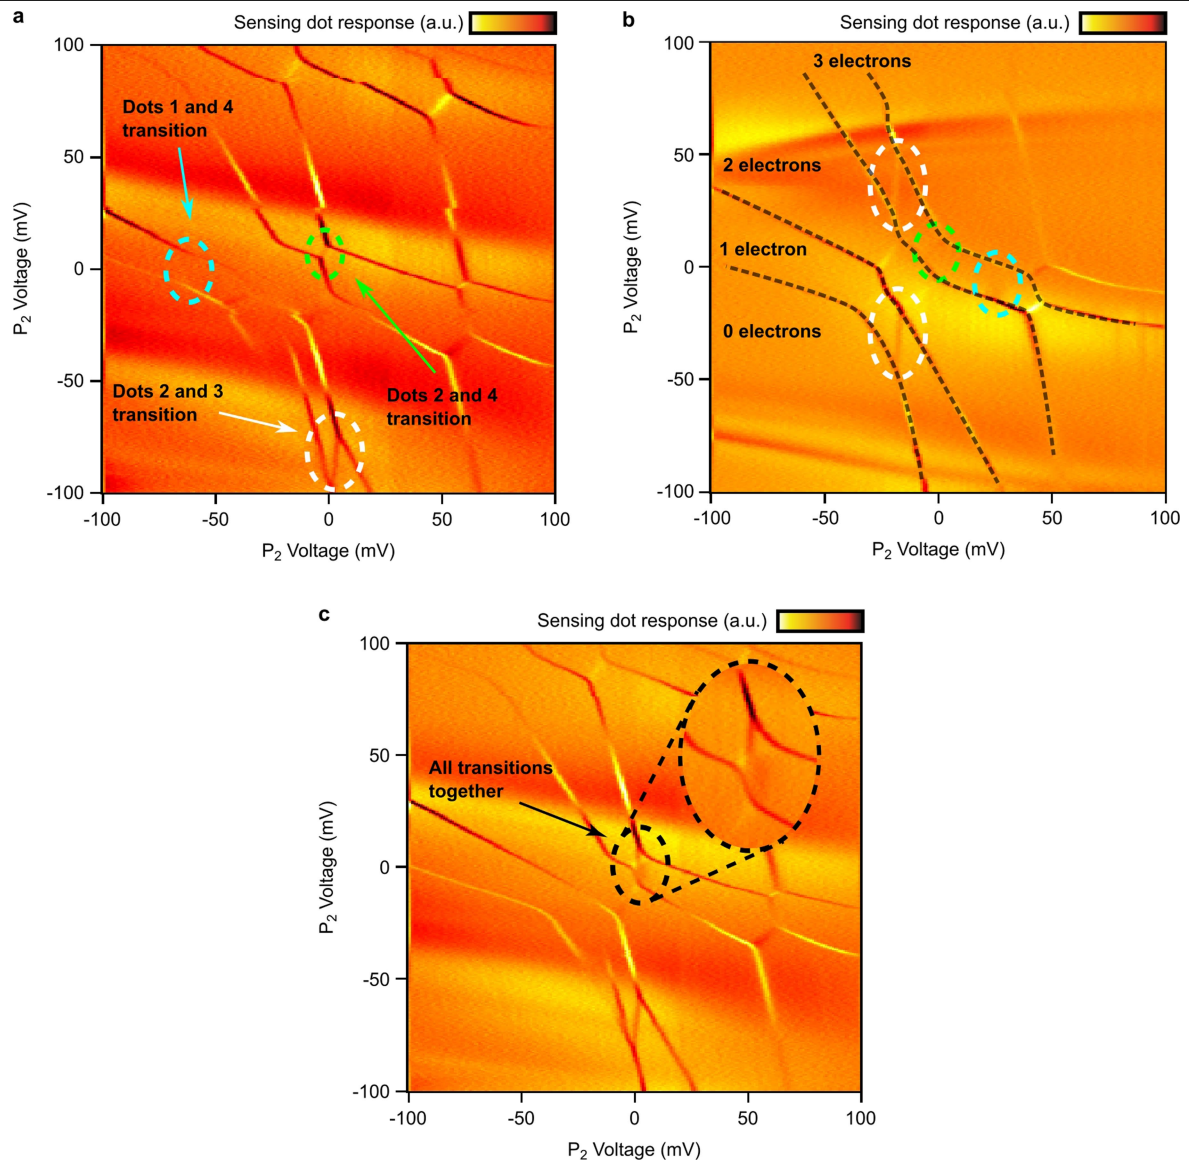 a
Sensing dot response (a.u.)
100
50
0
-50
-100
-100
-50
0
50
100
P2 Voltage (mV)
P2 Voltage (mV)
Dots 1 and 4
transition
Dots 2 and 3
transition
Dots 2 and 4
transition
b
Sensing dot response (a.u.)
100
50
0
-50
-100
-100
-50
0
50
100
P2 Voltage (mV)
P2 Voltage (mV)
3 electrons
2 electrons
1 electron
0 electrons
c
Sensing dot response (a.u.)
100
50
0
-50
-100
-100
-50
0
50
100
P2 Voltage (mV)
P2 Voltage (mV)
All transitions
together